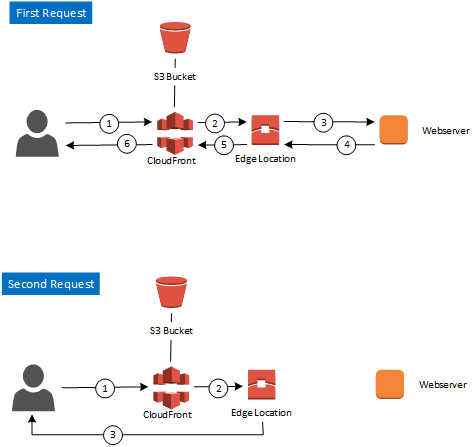 First Request
S3 Bucket
1
2
3
Webserver
6
5
4
CloudFront
Edge Location
Second Request
S3 Bucket
1
2
Webserver
CloudFront
Edge Location
3